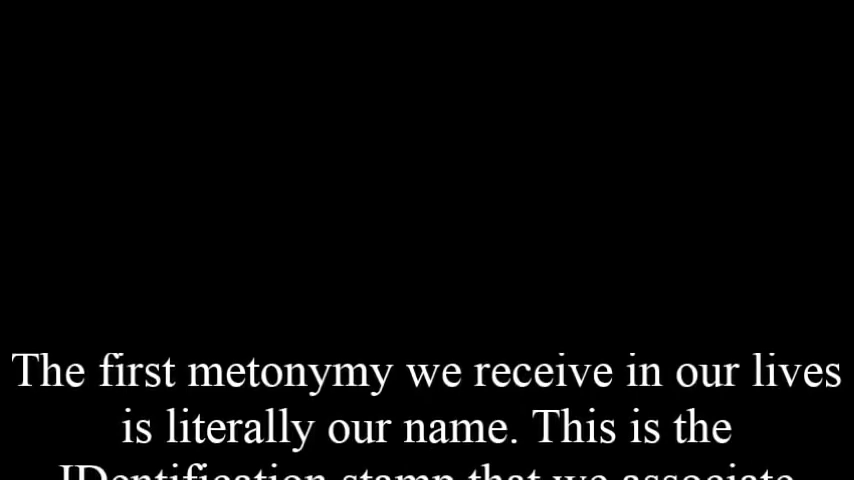 The first metonymy we receive in our lives
is literally our name. This is the
IDentification stamp that we associate